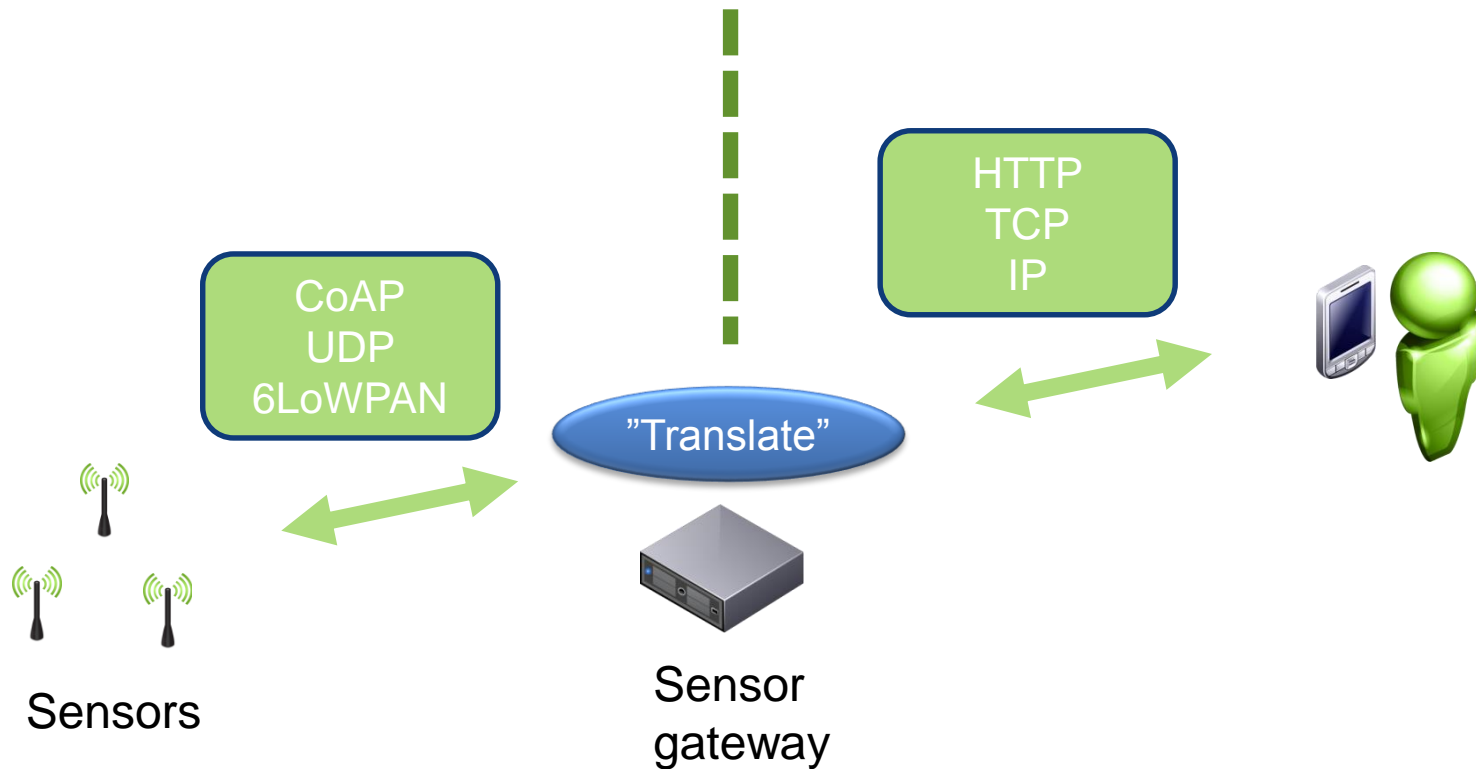 HTTP
TCP
IP
CoAP
UDP
6LoWPAN
”Translate”
Sensors
Sensor
gateway